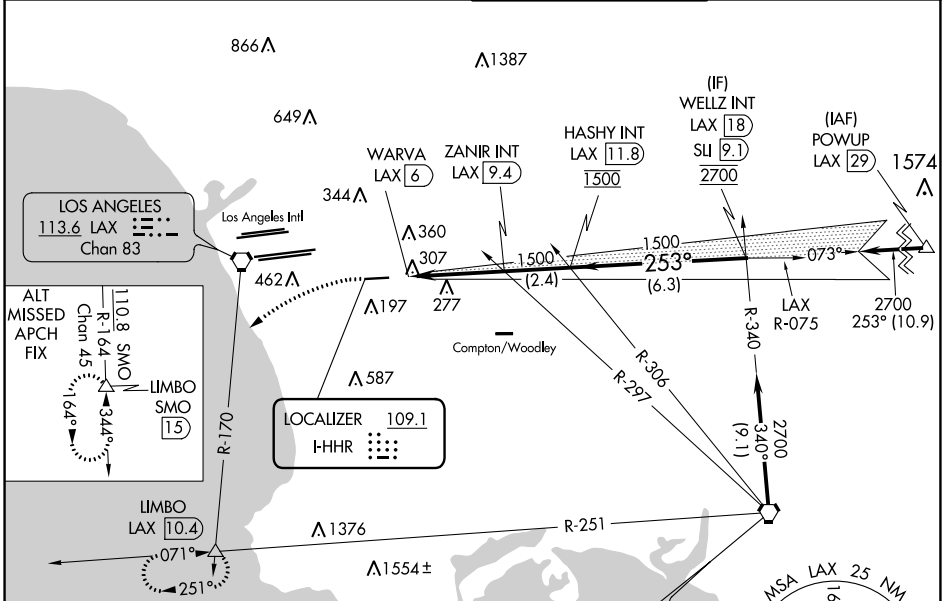 866
1387
649
(IF)
WELLZ INT
LAX 18
SLI 9.1
2700
(IAF)
POWUP
LAX 29
1574
HASHY INT
LAX 11.8
1500
ZANIR INT
LAX 9.4
WARVA
LAX 6
344
LOS ANGELES
113.6 LAX
Chan 83
Los Angeles Intl
360
307
462
197
277
1500
(2.4)
1500
253°
(6.3)
073°
LAX
R-075
2700
253° (10.9)
Compton/Woodley
R-340
R-306
R-297
ALT
MISSED
APCH
FIX
110.8 SMO
R-164
Chan 45
LIMBO
SMO
15
164°
344°
R-170
587
LOCALIZER 109.1
I-HHR
2700
340°
(9.1)
LIMBO
LAX 10.4
071°
251°
1376
R-251
1554±
MSA LAX 25 NM